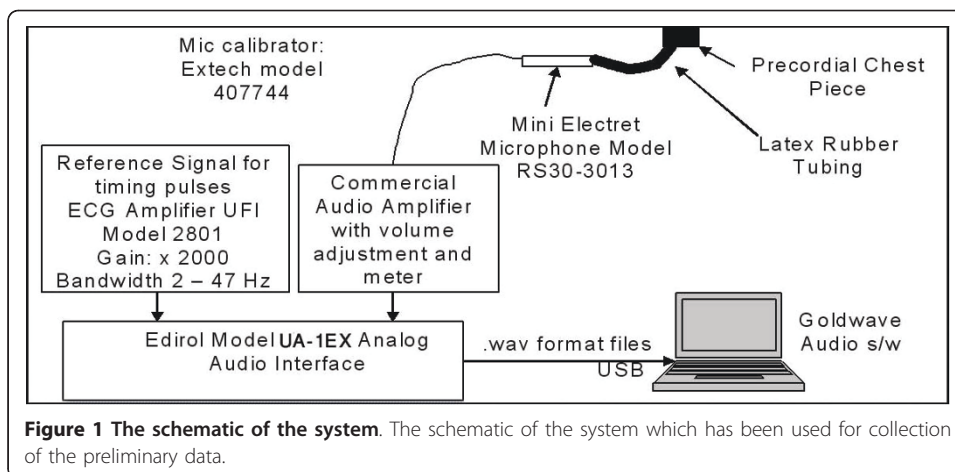 Mic calibrator:
Extech model
407744
Precordial Chest
Piece
Mini Electret
Microphone Model
RS30-3013
Latex Rubber
Tubing
Reference Signal for
timing pulses
ECG Amplifier UFI
Model 2801
Gain: x 2000
Bandwidth 2 – 47 Hz
Commercial
Audio Amplifier
with volume
adjustment and
meter
Edirol Model UA-1EX Analog
Audio Interface
.wav format files
USB
Goldwave
Audio s/w
Figure 1 The schematic of the system. The schematic of the system which has been used for collection
of the preliminary data.